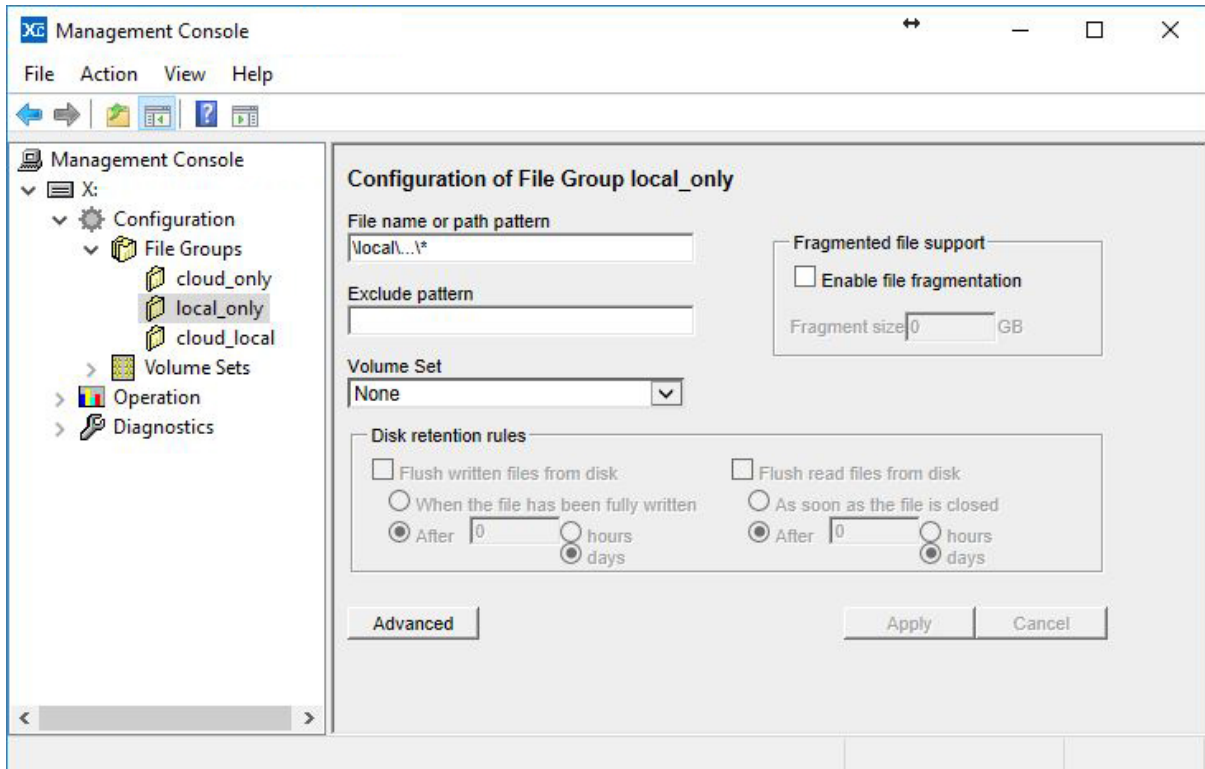 XC Management Console
File Action View Help
Management Console
X:
Configuration
File Groups
cloud_only
local_only
cloud_local
Volume Sets
Operation
Diagnostics
Configuration of File Group local_only
File name or path pattern
\local\...\*
Exclude pattern
Volume Set
None
Fragmented file support
Enable file fragmentation
Fragment size 0 GB
Disk retention rules
Flush written files from disk
When the file has been fully written
After 0 hours
days
Flush read files from disk
As soon as the file is closed
After 0 hours
days
Advanced
Apply Cancel